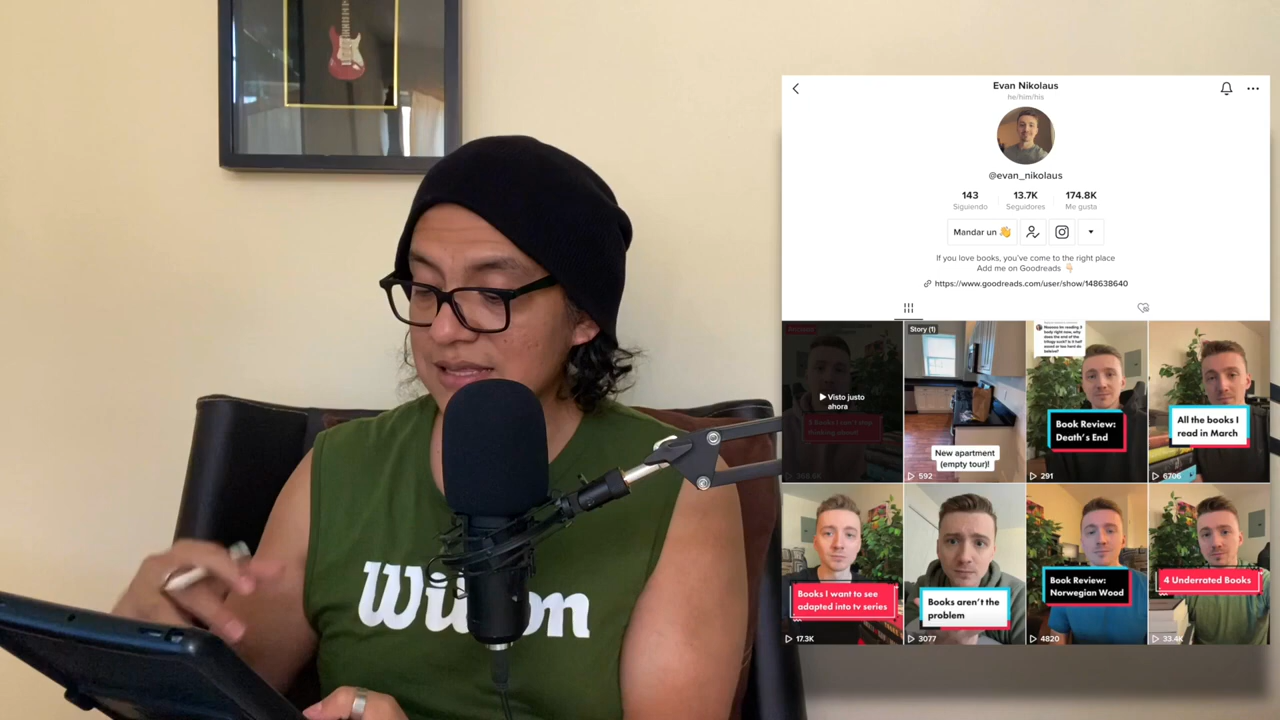 Evan Nikolaus
he/him/his
@evan_nikolaus
143 13.7K 174.8K
Siguiendo Seguidores Me gusta
Mandar un 👋
If you love books, you've come to the right place
Add me on Goodreads 👇🏻
https://www.goodreads.com/user/show/148638640
Visto justo
ahora
Story (1)
New apartment
(empty tour)!
592
Book Review:
Death's End
291
All the books I
read in March
6706
Books I want to see
adapted into tv series
17.3K
Books aren't the
problem
3077
Book Review:
Norwegian Wood
4820
4 Underrated Books
33.4K